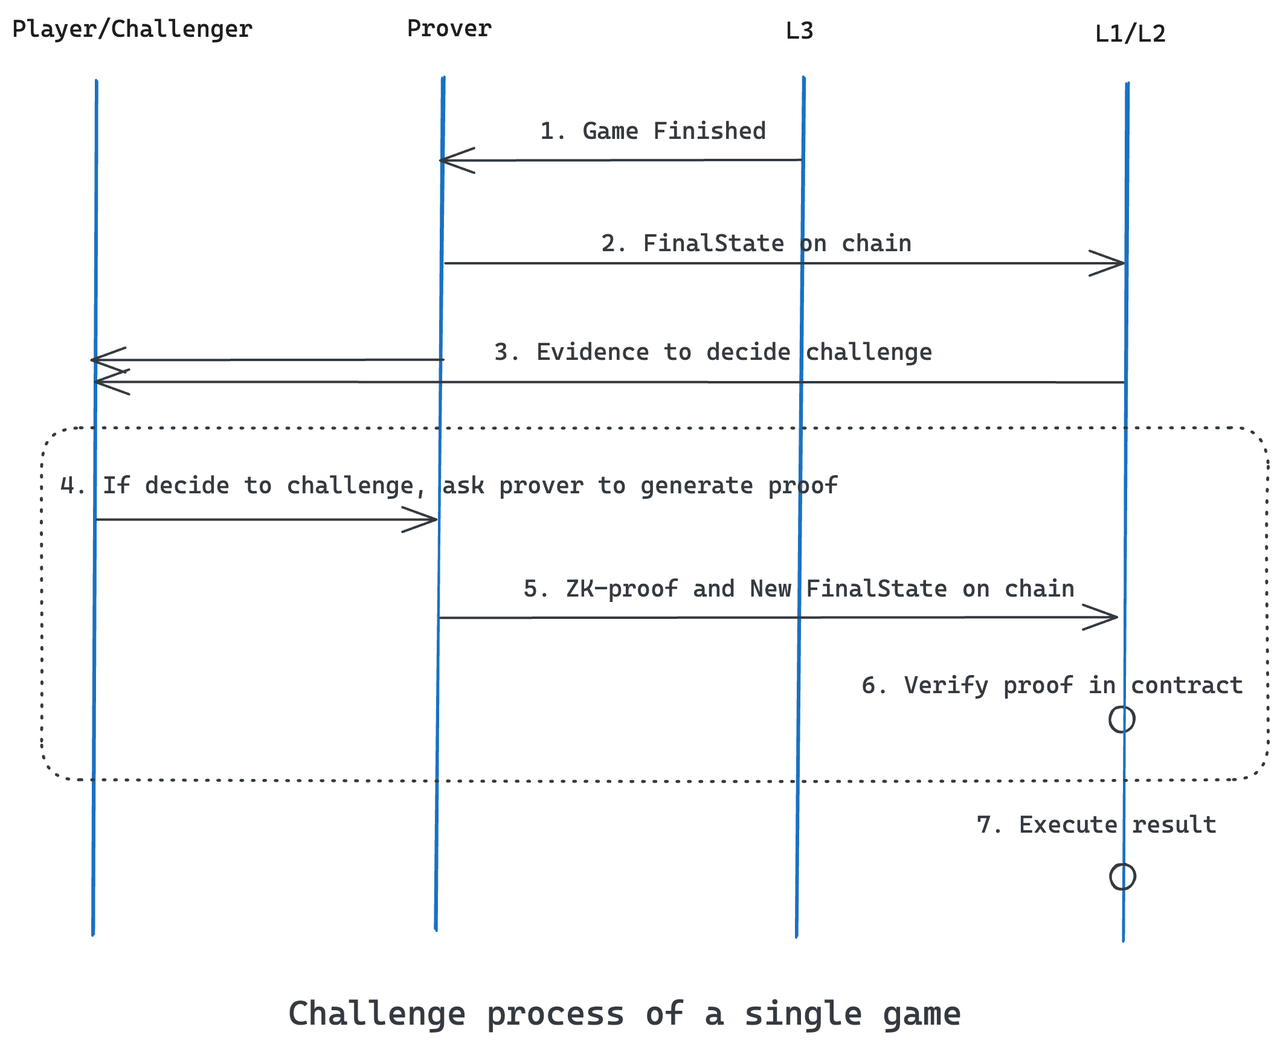 Player/Challenger
Prover
L3
L1/L2
1. Game Finished
2. FinalState on chain
3. Evidence to decide challenge
4. If decide to challenge, ask prover to generate proof
5. ZK-proof and New FinalState on chain
6. Verify proof in contract
7. Execute result
Challenge process of a single game